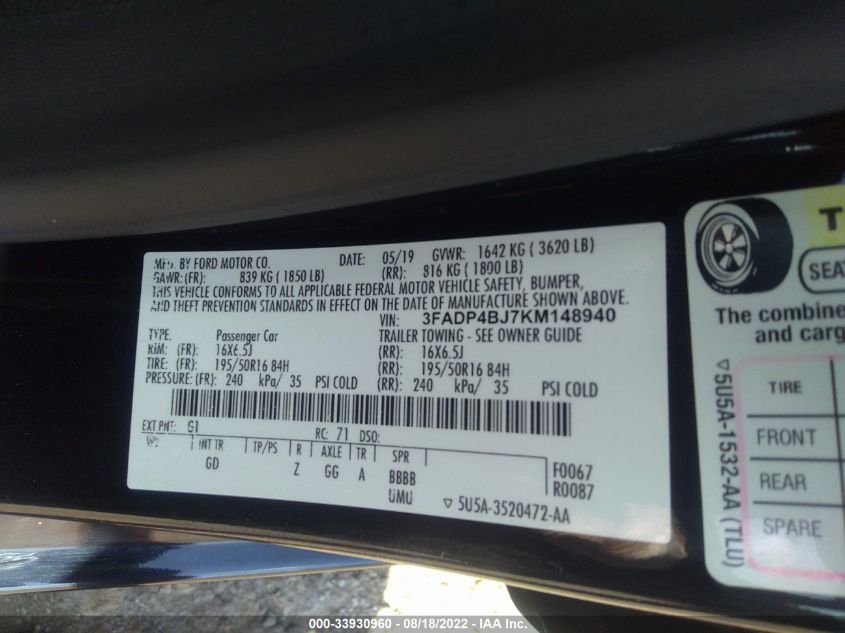 MFD. BY FORD MOTOR CO. DATE: 05/19 GVWR: 1642 KG ( 3620 LB)
GAWR: (FR): 839 KG ( 1850 LB) (RR): 816 KG ( 1800 LB)
THIS VEHICLE CONFORMS TO ALL APPLICABLE FEDERAL MOTOR VEHICLE SAFETY, BUMPER,
AND THEFT PREVENTION STANDARDS IN EFFECT ON THE DATE OF MANUFACTURE SHOWN ABOVE.
VIN: 3FADP4BJ7KM148940
TYPE: Passenger Car TRAILER TOWING - SEE OWNER GUIDE
RIM: (FR): 16X6.5J (RR): 16X6.5J
TIRE: (FR): 195/50R16 84H (RR): 195/50R16 84H
PRESSURE: (FR): 240 kPa/ 35 PSI COLD (RR): 240 kPa/ 35 PSI COLD
EXT PNT: G1 RC: 71 DSO:
WB INT TR TP/PS R AXLE TR SPR
GD Z GG A BBBB
UMU
F0067
R0087
▽ 5U5A-3520472-AA
T
SEAT
The combine
and carg
TIRE
FRONT
REAR
SPARE
▽ 5U5A-1532-AA (TLU)
000-33930960 - 08/18/2022 - IAA Inc.